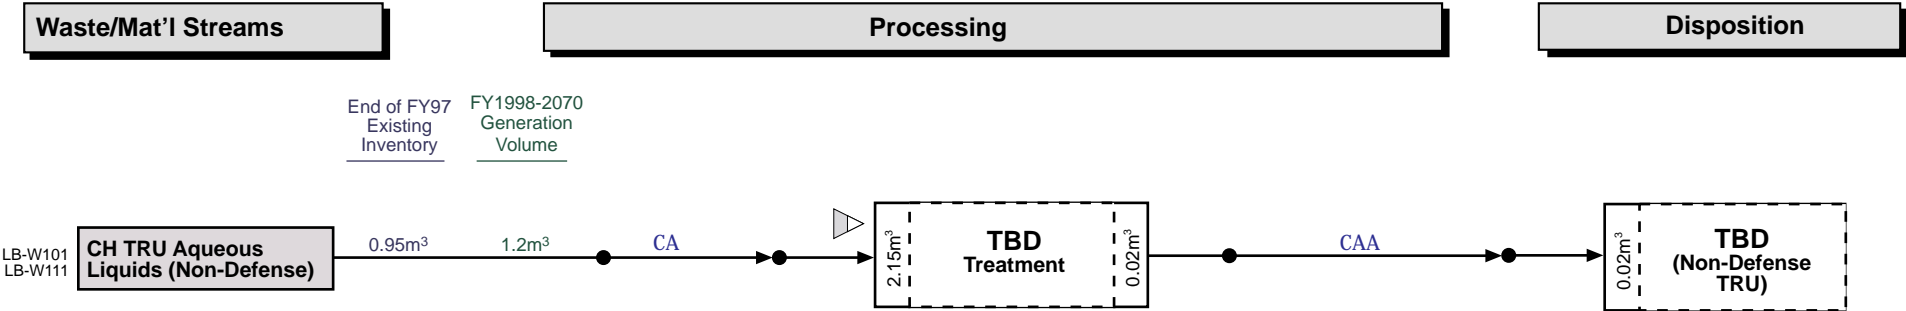 Waste/Mat'l Streams
Processing
Disposition
End of FY97
Existing
Inventory
FY1998-2070
Generation
Volume
LB-W101
LB-W111
CH TRU Aqueous
Liquids (Non-Defense)
0.95m³
1.2m³
CA
2.15m³
TBD
Treatment
0.02m³
CAA
0.02m³
TBD
(Non-Defense
TRU)